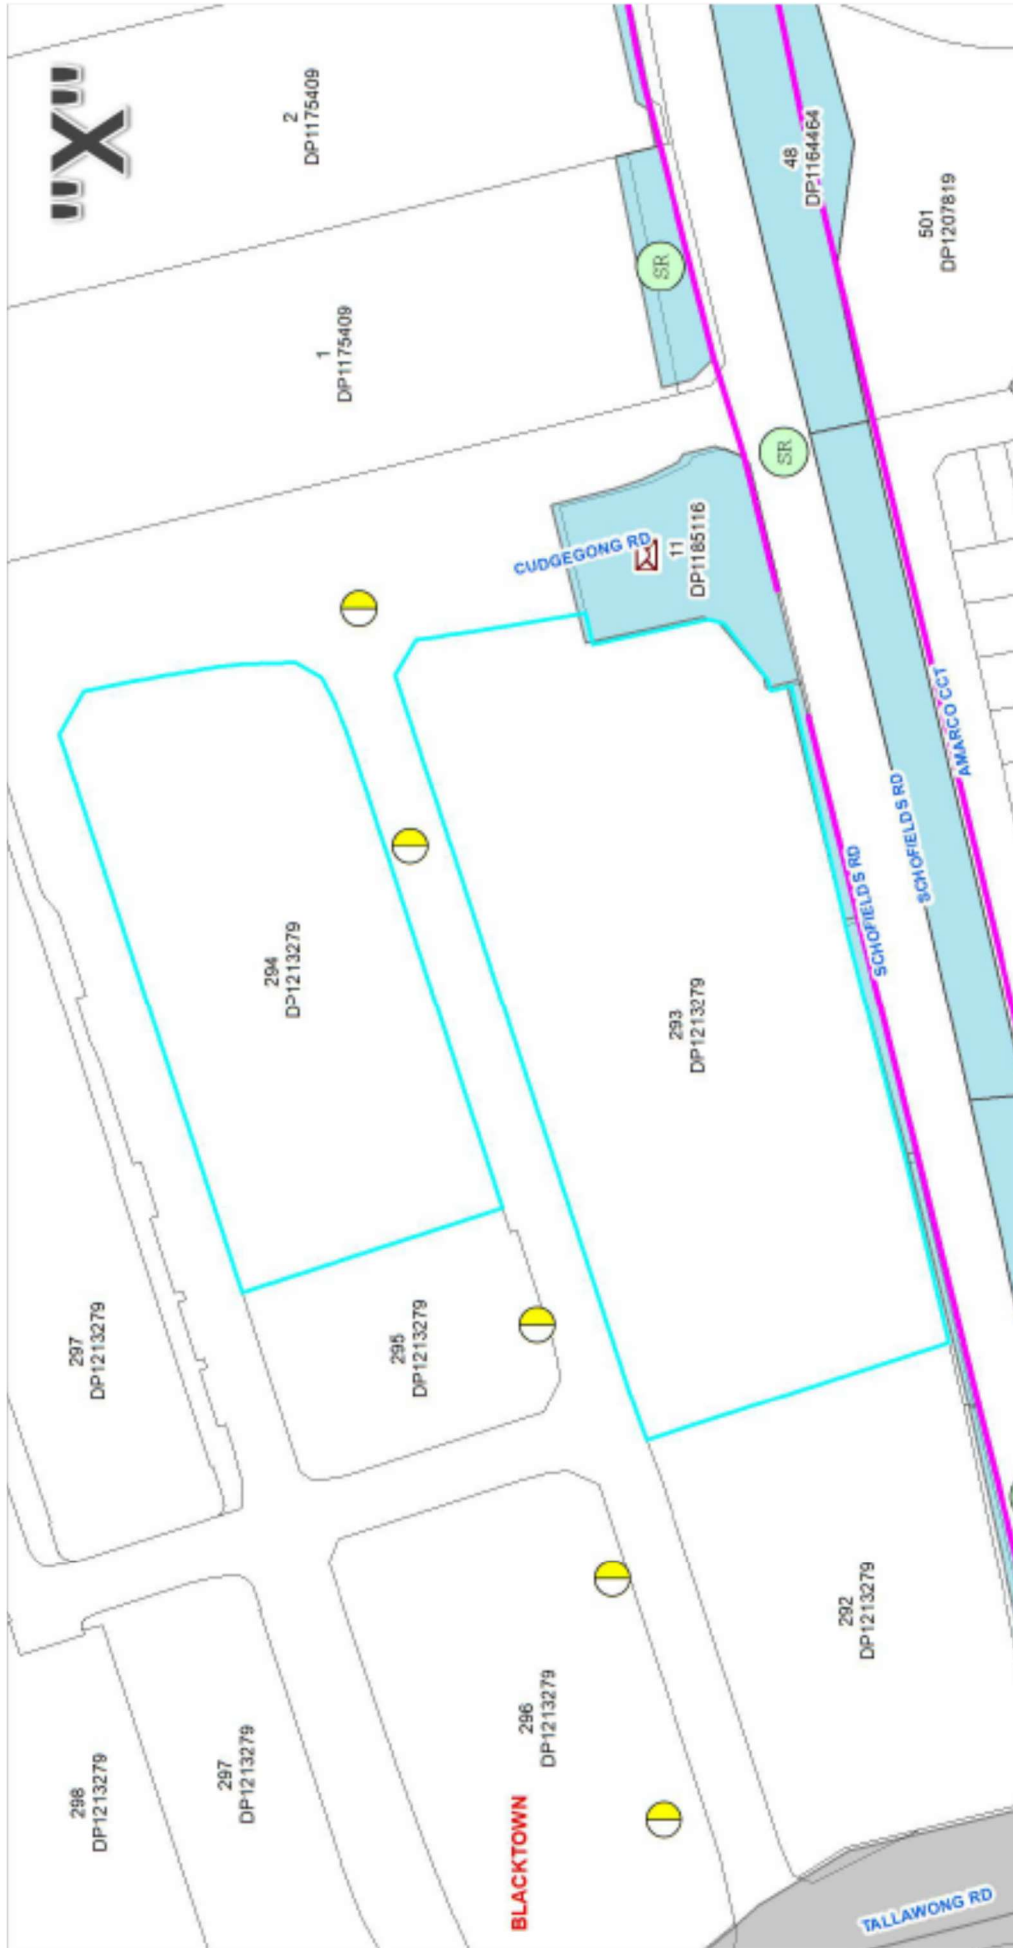 "X"
2
DP1175409
1
DP1175409
48
DP1164464
501
DP1207819
SR
SR
CUDGEGONG RD
11
DP1185116
294
DP1213279
293
DP1213279
SCHOFIELDS RD
SCHOFIELDS RD
AMARCO CCT
297
DP1213279
295
DP1213279
292
DP1213279
296
DP1213279
297
DP1213279
298
DP1213279
BLACKTOWN
TALLAWONG RD